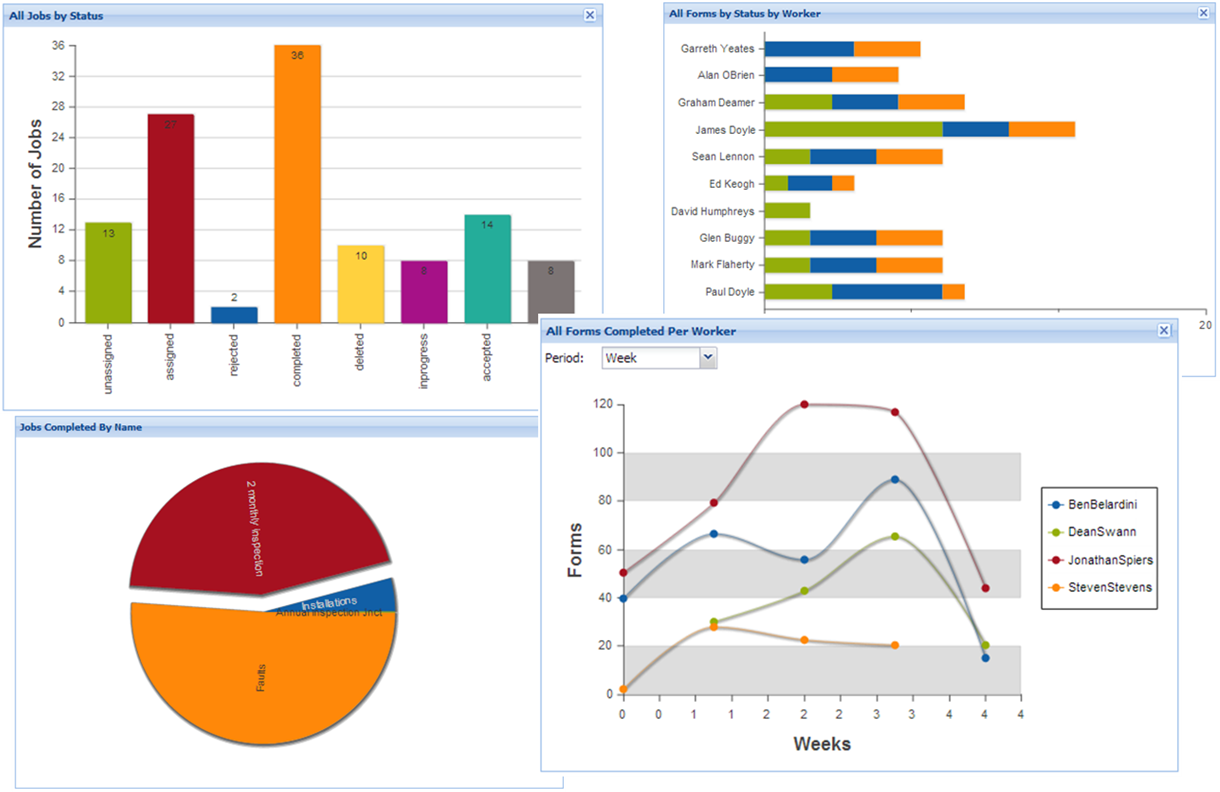 All Jobs by Status
36
32
28
24
20
16
12
8
4
0
Number of Jobs
13
27
2
36
10
8
14
8
unassigned
assigned
rejected
completed
deleted
inprogress
accepted
All Forms by Status by Worker
Garreth Yeates
Alan OBrien
Graham Deamer
James Doyle
Sean Lennon
Ed Keogh
David Humphreys
Glen Buggy
Mark Flaherty
Paul Doyle
20
Jobs Completed By Name
2 monthly inspection
Installations
Annual Inspection Jnct
Faults
All Forms Completed Per Worker
Period: Week
120
100
80
60
40
20
0
Forms
0 0 1 1 2 2 2 3 3 4 4 4
Weeks
BenBelardini
DeanSwann
JonathanSpiers
StevenStevens